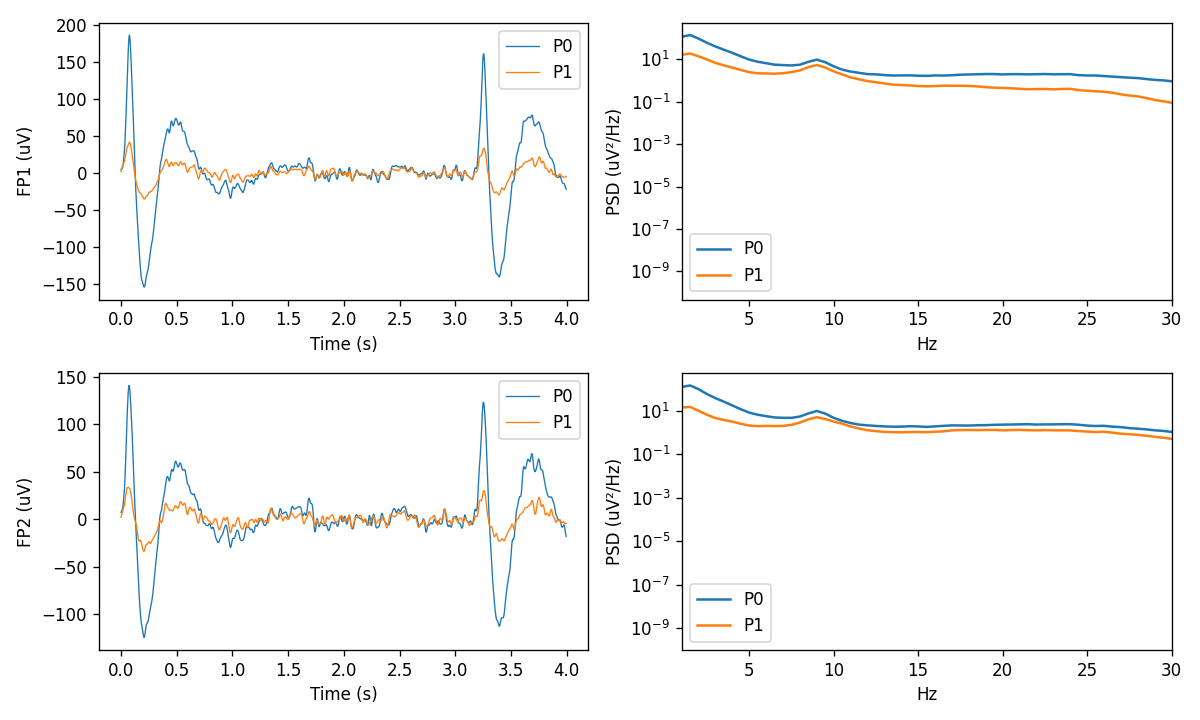 200
150
100
50
0
−50
−100
−150
FP1 (uV)
0.0 0.5 1.0 1.5 2.0 2.5 3.0 3.5 4.0
Time (s)
P0
P1
10¹
10⁻¹
10⁻³
10⁻⁵
10⁻⁷
10⁻⁹
PSD (uV²/Hz)
5 10 15 20 25 30
Hz
P0
P1
150
100
50
0
−50
−100
FP2 (uV)
0.0 0.5 1.0 1.5 2.0 2.5 3.0 3.5 4.0
Time (s)
P0
P1
10¹
10⁻¹
10⁻³
10⁻⁵
10⁻⁷
10⁻⁹
PSD (uV²/Hz)
5 10 15 20 25 30
Hz
P0
P1